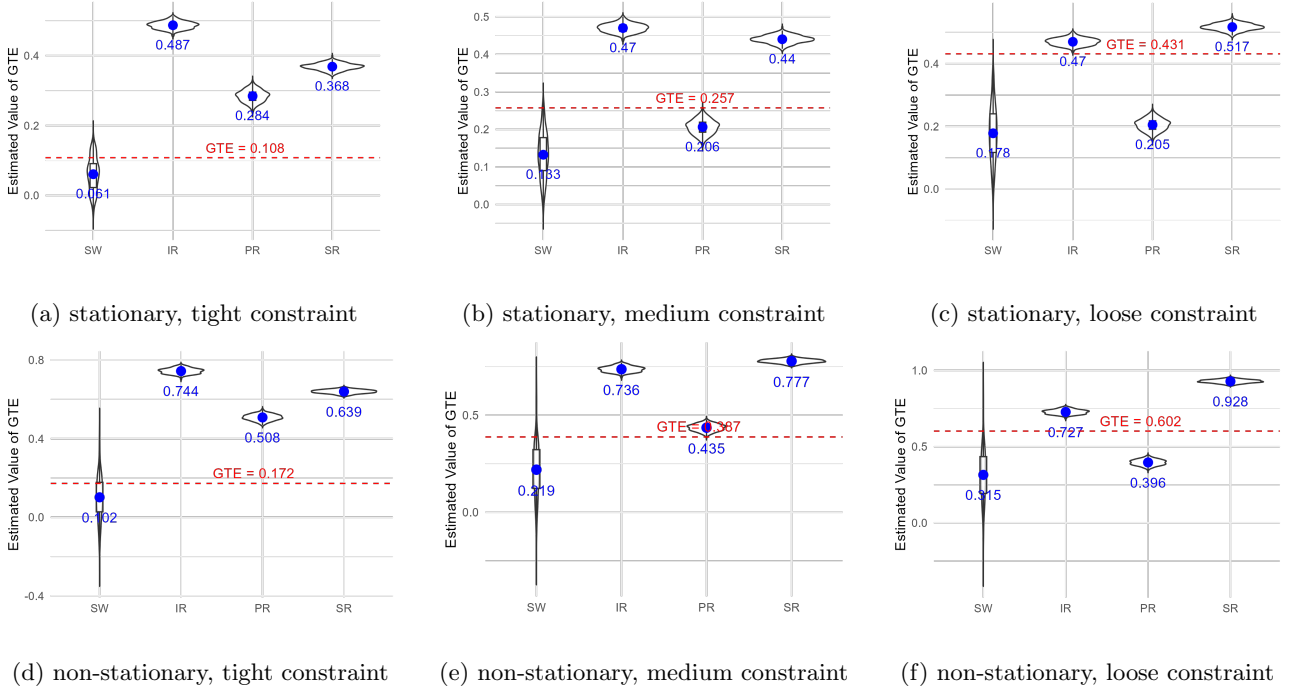 Estimated Value of GTE
0.4
0.2
0.0
0.487
0.368
0.284
GTE = 0.108
0.061
SW IR PR SR
(a) stationary, tight constraint
Estimated Value of GTE
0.5
0.4
0.3
0.2
0.1
0.0
0.47
0.44
GTE = 0.257
0.206
0.133
SW IR PR SR
(b) stationary, medium constraint
Estimated Value of GTE
0.4
0.2
0.0
GTE = 0.431
0.517
0.47
0.178
0.205
SW IR PR SR
(c) stationary, loose constraint
Estimated Value of GTE
0.8
0.4
0.0
-0.4
0.744
0.639
0.508
GTE = 0.172
0.102
SW IR PR SR
(d) non-stationary, tight constraint
Estimated Value of GTE
0.5
0.0
0.736
0.777
GTE = 0.387
0.435
0.219
SW IR PR SR
(e) non-stationary, medium constraint
Estimated Value of GTE
1.0
0.5
0.0
0.928
GTE = 0.602
0.727
0.396
0.315
SW IR PR SR
(f) non-stationary, loose constraint